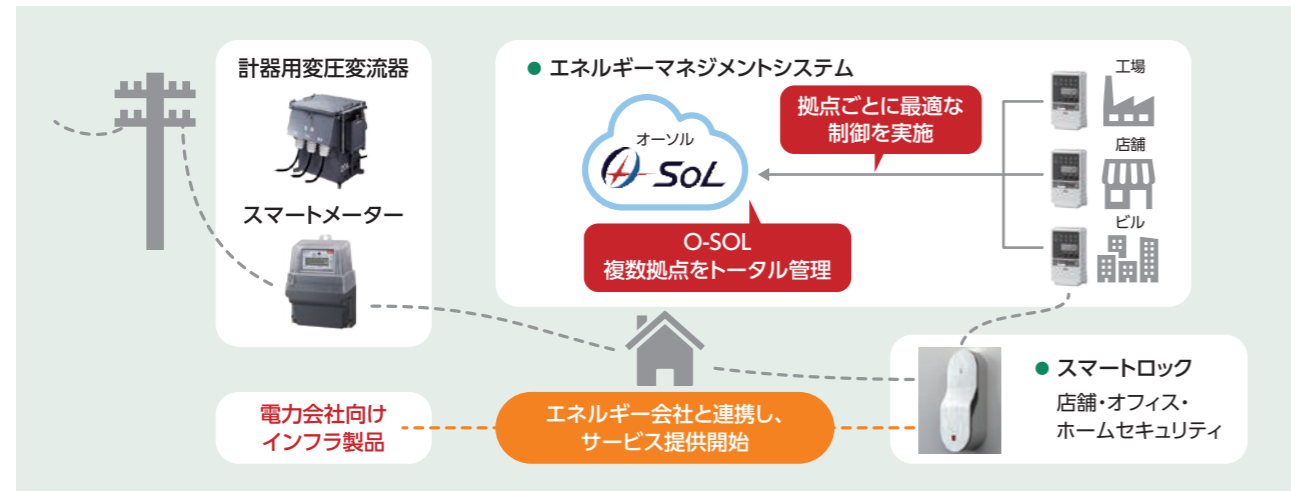 計器用変圧変流器
スマートメーター
● エネルギーマネジメントシステム
オーソル
SoL
拠点ごとに最適な
制御を実施
O-SOL
複数拠点をトータル管理
工場
店舗
ビル
● スマートロック
店舗・オフィス・
ホームセキュリティ
電力会社向け
インフラ製品
エネルギー会社と連携し、
サービス提供開始